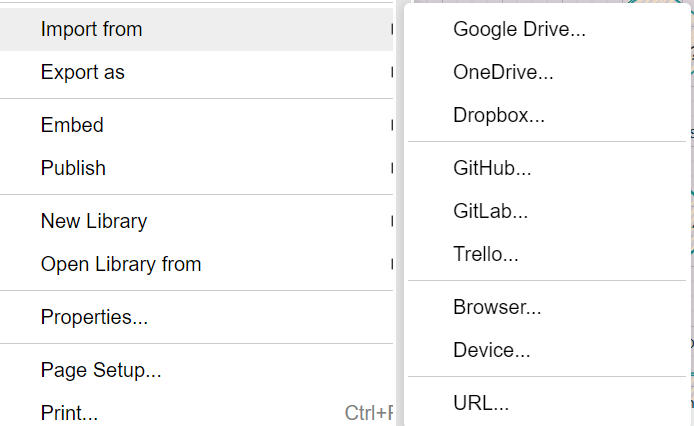 Import from
Export as
Embed
Publish
New Library
Open Library from
Properties...
Page Setup...
Print...
Google Drive...
OneDrive...
Dropbox...
GitHub...
GitLab...
Trello...
Browser...
Device...
URL...